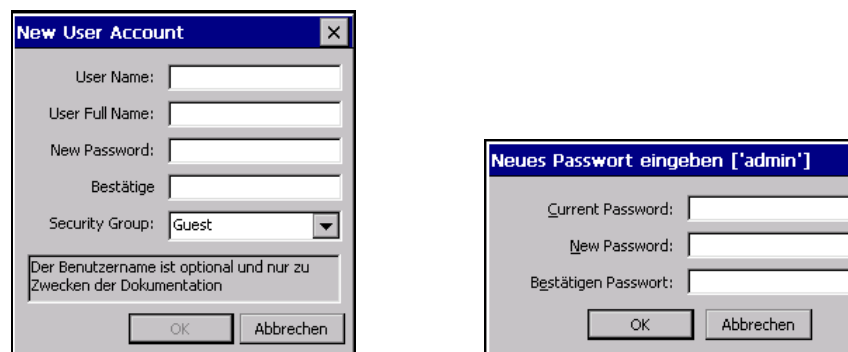 New User Account
User Name:
User Full Name:
New Password:
Bestätige
Security Group:
Guest
Der Benutzername ist optional und nur zu
Zwecken der Dokumentation
OK
Abbrechen
Neues Passwort eingeben ['admin']
Current Password:
New Password:
Bestätigen Passwort:
OK
Abbrechen